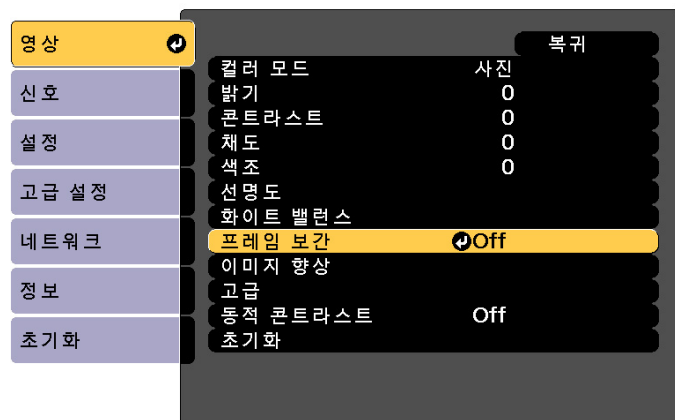 영상
신호
설정
고급 설정
네트워크
정보
초기화
복귀
컬러 모드 사진
밝기 0
콘트라스트 0
채도 0
색조 0
선명도
화이트 밸런스
프레임 보간 Off
이미지 향상
고급
동적 콘트라스트 Off
초기화